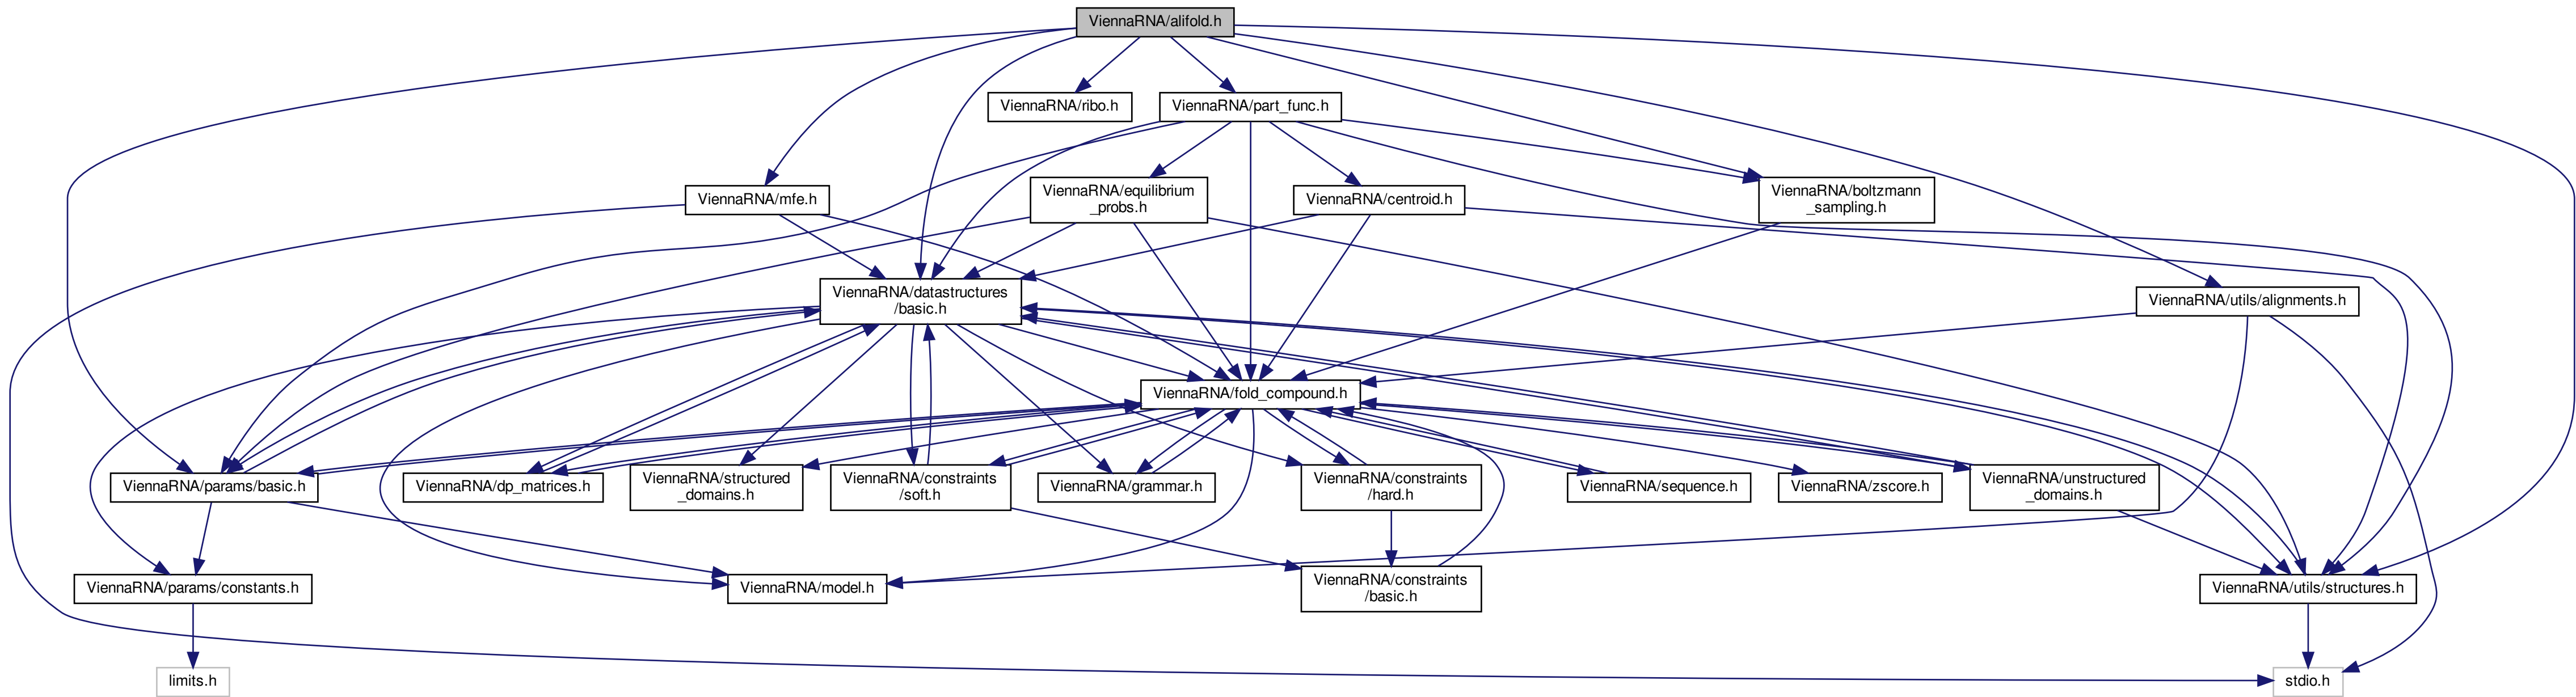 ViennaRNA/alifold.h
ViennaRNA/ribo.h
ViennaRNA/part_func.h
ViennaRNA/mfe.h
ViennaRNA/equilibrium
_probs.h
ViennaRNA/centroid.h
ViennaRNA/boltzmann
_sampling.h
ViennaRNA/datastructures
/basic.h
ViennaRNA/utils/alignments.h
ViennaRNA/fold_compound.h
ViennaRNA/params/basic.h
ViennaRNA/dp_matrices.h
ViennaRNA/structured
_domains.h
ViennaRNA/constraints
/soft.h
ViennaRNA/grammar.h
ViennaRNA/constraints
/hard.h
ViennaRNA/sequence.h
ViennaRNA/zscore.h
ViennaRNA/unstructured
_domains.h
ViennaRNA/params/constants.h
ViennaRNA/model.h
ViennaRNA/constraints
/basic.h
ViennaRNA/utils/structures.h
limits.h
stdio.h